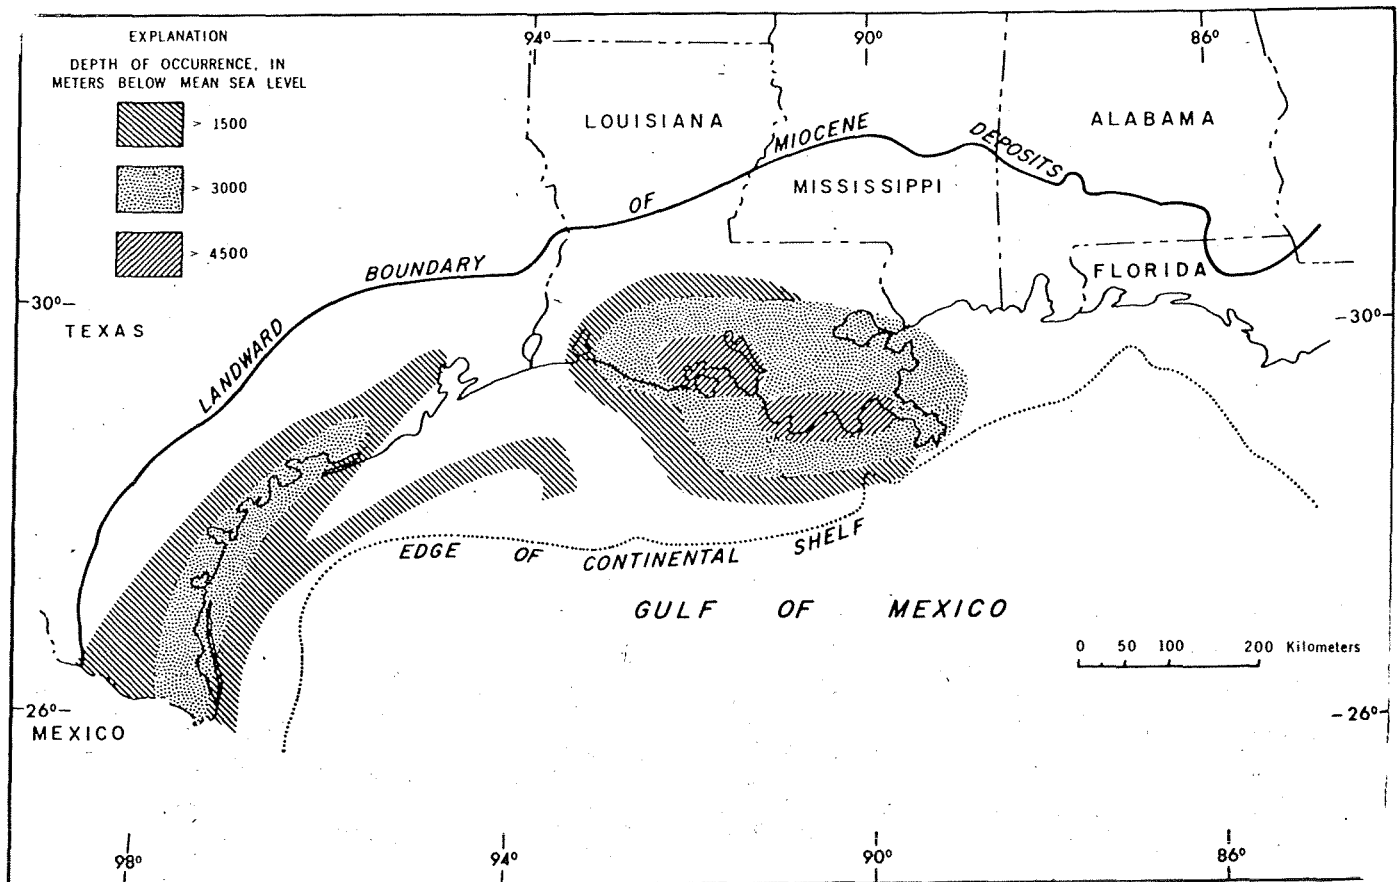 EXPLANATION
DEPTH OF OCCURRENCE, IN
METERS BELOW MEAN SEA LEVEL
> 1500
> 3000
> 4500
94° 90° 86°
LOUISIANA
ALABAMA
MISSISSIPPI
FLORIDA
TEXAS
MEXICO
LANDWARD BOUNDARY OF MIOCENE DEPOSITS
30° 30°
EDGE OF CONTINENTAL SHELF
GULF OF MEXICO
0 50 100 200 Kilometers
26° 26°
98° 94° 90° 86°